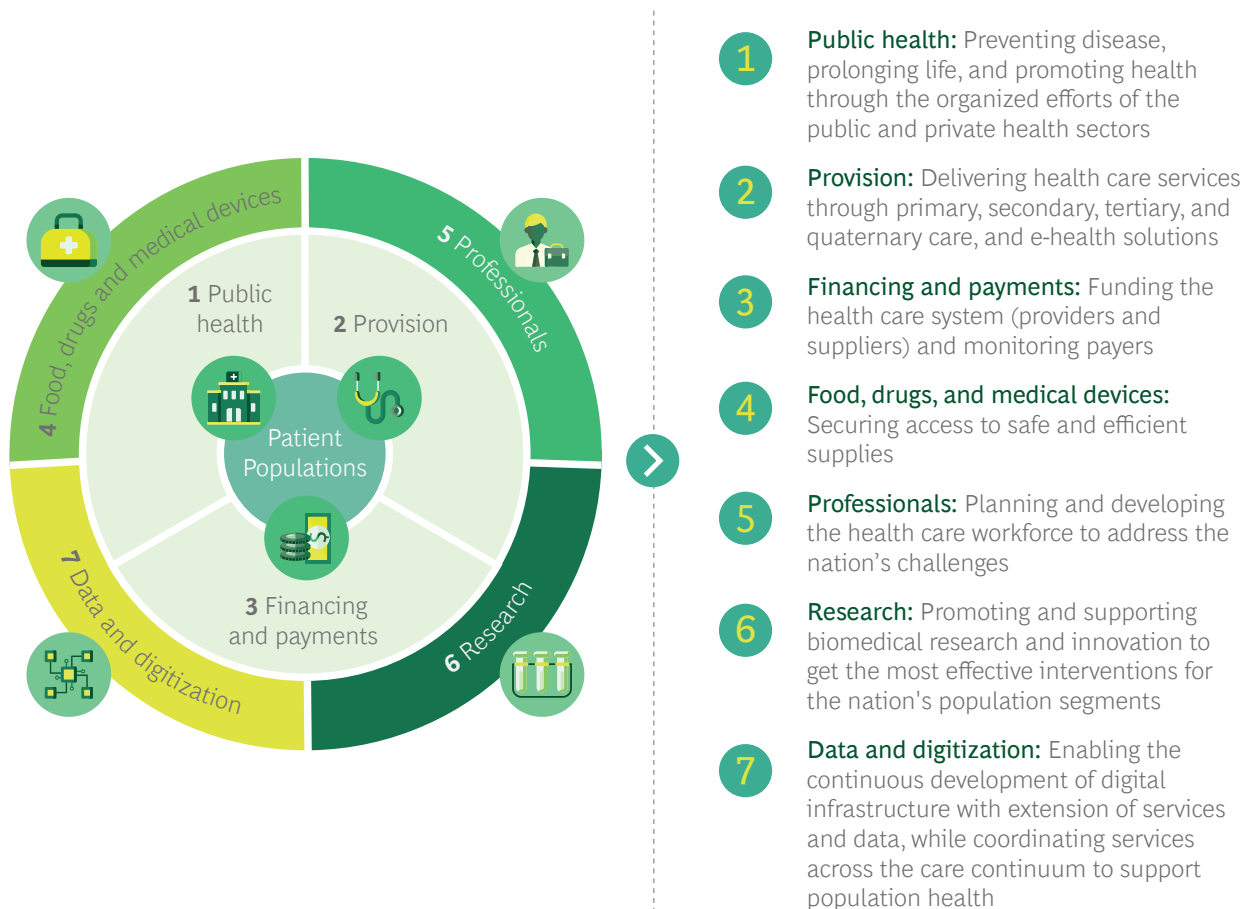 4 Food, drugs and medical devices
5 Professionals
1 Public
health
2 Provision
Patient
Populations
3 Financing
and payments
7 Data and digitization
6 Research
1
Public health: Preventing disease,
prolonging life, and promoting health
through the organized efforts of the
public and private health sectors
2
Provision: Delivering health care services
through primary, secondary, tertiary, and
quaternary care, and e-health solutions
3
Financing and payments: Funding the
health care system (providers and
suppliers) and monitoring payers
4
Food, drugs, and medical devices:
Securing access to safe and efficient
supplies
5
Professionals: Planning and developing
the health care workforce to address the
nation’s challenges
6
Research: Promoting and supporting
biomedical research and innovation to
get the most effective interventions for
the nation's population segments
7
Data and digitization: Enabling the
continuous development of digital
infrastructure with extension of services
and data, while coordinating services
across the care continuum to support
population health